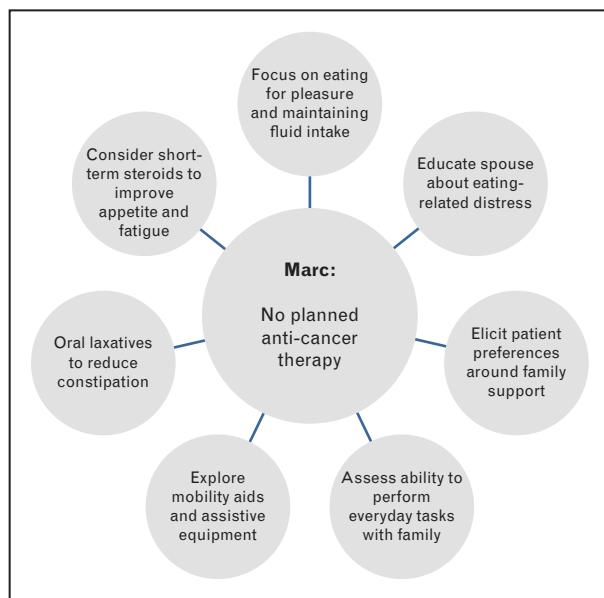 Focus on eating
for pleasure
and maintaining
fluid intake
Consider short-
term steroids to
improve
appetite and
fatigue
Educate spouse
about eating-
related distress
Marc:
No planned
anti-cancer
therapy
Oral laxatives
to reduce
constipation
Elicit patient
preferences
around family
support
Explore
mobility aids
and assistive
equipment
Assess ability to
perform
everyday tasks
with family